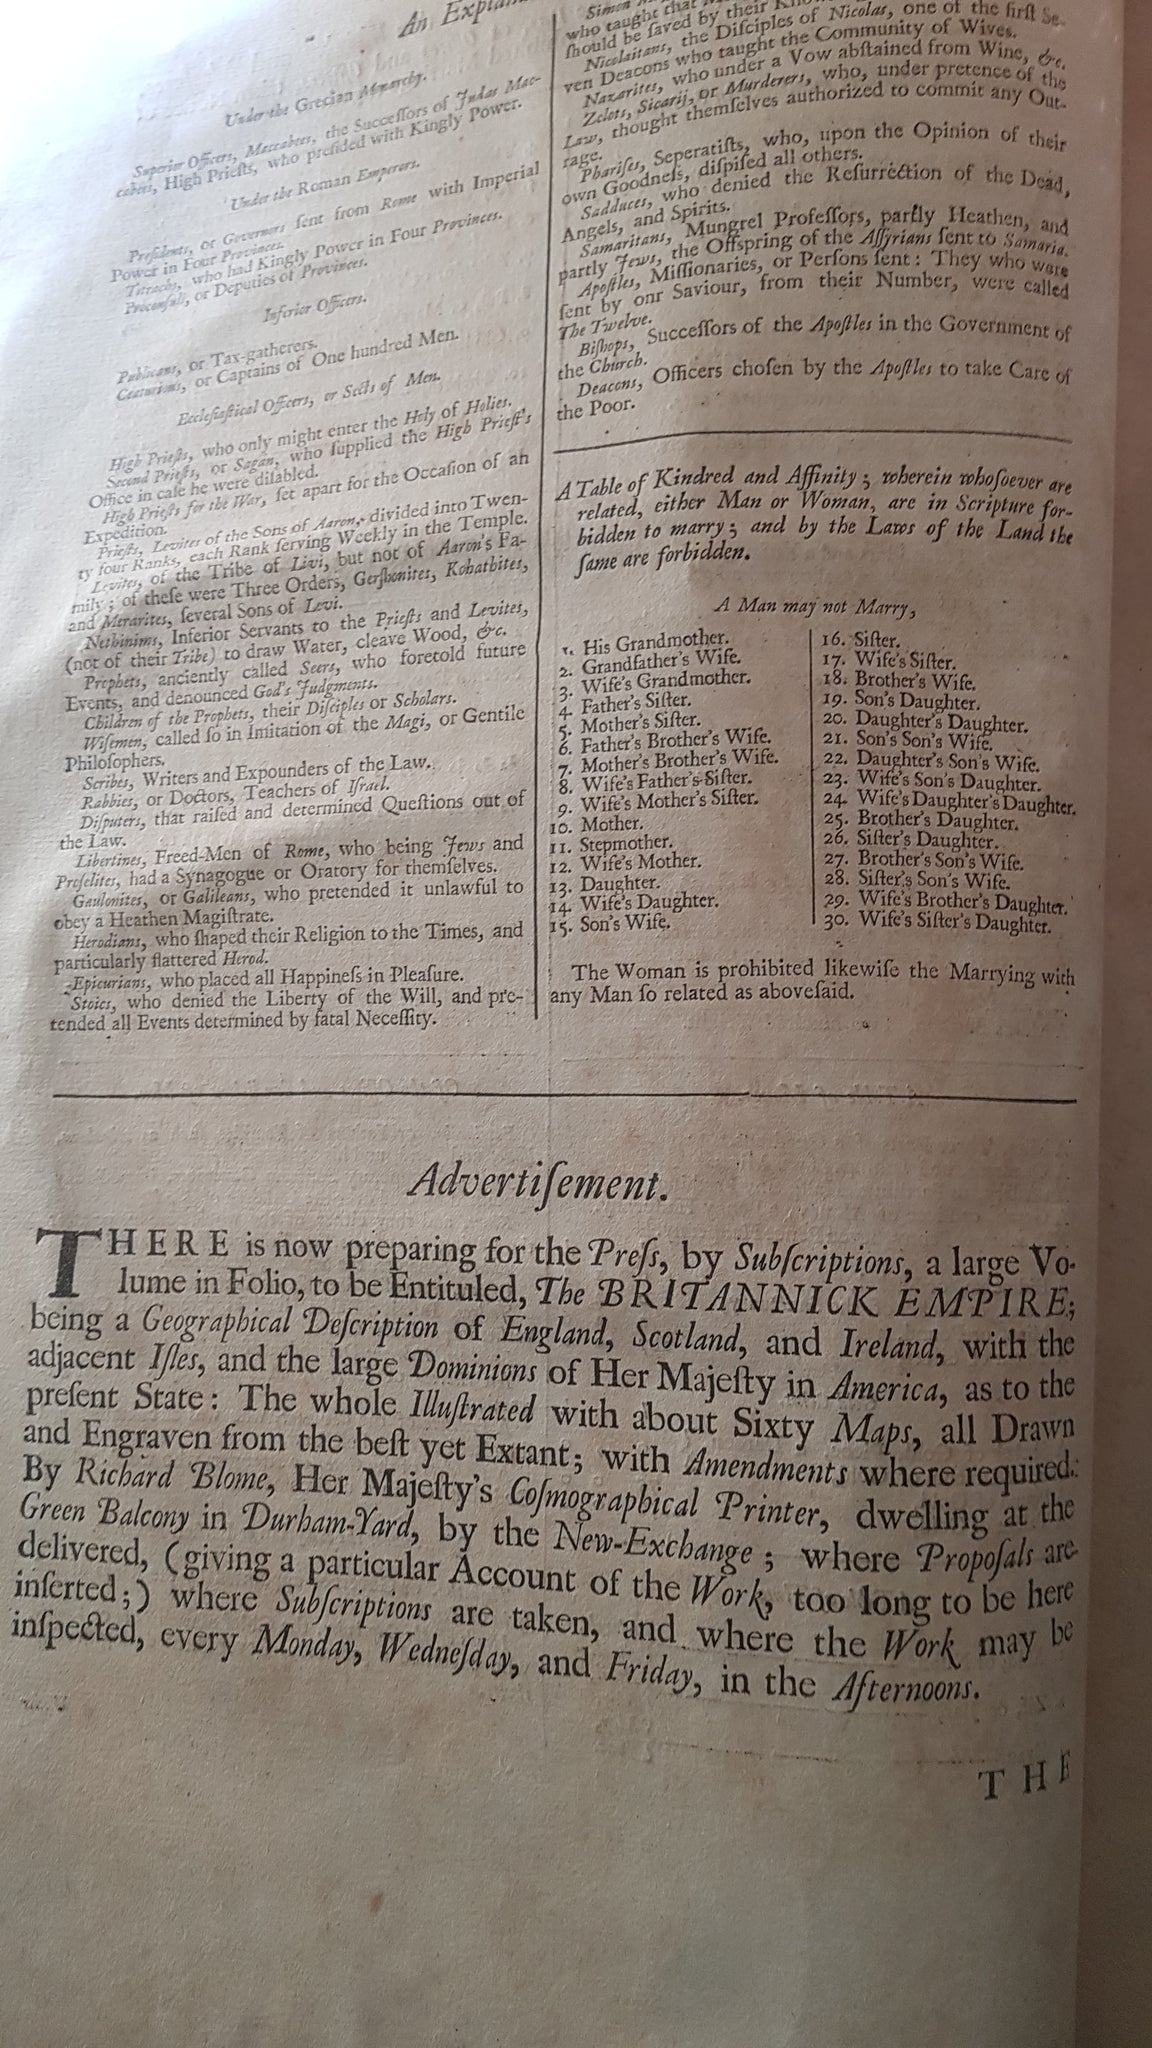 An Expla
Under the Grecian Monarchy.
Superior Officers, Maccabees, the Succeſſors of Judas Mac-
cabeus, High Prieſts, who preſided with Kingly Power.
Under the Roman Emperors.
Preſidents, or Governors ſent from Rome with Imperial
Power in Four Provinces.
Tetrachs, who had Kingly Power in Four Provinces.
Proconſuls, or Deputies of Provinces.
Inferior Officers.
Publicans, or Tax-gatherers.
Centurions, or Captains of One hundred Men.
Eccleſiaſtical Officers, or Sects of Men.
High Prieſts, who only might enter the Holy of Holies.
Second Prieſts, or Sagan, who ſupplied the High Prieſt's
Office in caſe he were diſabled.
High Prieſts for the War, ſet apart for the Occaſion of an
Expedition.
Prieſts, Levites of the Sons of Aaron, divided into Twen-
ty four Ranks, each Rank ſerving Weekly in the Temple.
Levites, of the Tribe of Livi, but not of Aaron's Fa-
mily; of theſe were Three Orders, Gerſhonites, Kohathites,
and Merarites, ſeveral Sons of Levi.
Nethinims, Inferior Servants to the Prieſts and Levites,
(not of their Tribe) to draw Water, cleave Wood, &c.
Prophets, anciently called Seers, who foretold future
Events, and denounced God's Judgments.
Children of the Prophets, their Diſciples or Scholars.
Wiſemen, called ſo in Imitation of the Magi, or Gentile
Philoſophers.
Scribes, Writers and Expounders of the Law.
Rabbies, or Doctors, Teachers of Iſrael.
Diſputers, that raiſed and determined Queſtions out of
the Law.
Libertines, Freed-Men of Rome, who being Jews and
Proſelites, had a Synagogue or Oratory for themſelves.
Gaulonites, or Galileans, who pretended it unlawful to
obey a Heathen Magiſtrate.
Herodians, who ſhaped their Religion to the Times, and
particularly flattered Herod.
Epicurians, who placed all Happineſs in Pleaſure.
Stoics, who denied the Liberty of the Will, and pre-
tended all Events determined by fatal Neceſſity.
Simon
who taught that
ſhould be ſaved by their
Nicolaitans, the Diſciples of Nicolas, one of the firſt Se-
ven Deacons who taught the Community of Wives.
Nazarites, who under a Vow abſtained from Wine, &c.
Zelots, Sicarij, or Murderers, who, under pretence of the
Law, thought themſelves authorized to commit any Out-
rage.
Phariſes, Seperatiſts, who, upon the Opinion of their
own Goodneſs, diſpiſed all others.
Sadduces, who denied the Reſurrection of the Dead,
Angels, and Spirits.
Samaritans, Mungrel Profeſſors, partly Heathen, and
partly Jews, the Offspring of the Aſſyrians ſent to Samaria.
Apoſtles, Miſſionaries, or Perſons ſent: They who were
ſent by onr Saviour, from their Number, were called
The Twelve.
Biſhops, Succeſſors of the Apoſtles in the Government of
the Church.
Deacons, Officers choſen by the Apoſtles to take Care of
the Poor.
A Table of Kindred and Affinity; wherein whoſoever are
related, either Man or Woman, are in Scripture for-
bidden to marry; and by the Laws of the Land the
ſame are forbidden.
A Man may not Marry,
1. His Grandmother.
2. Grandfather's Wife.
3. Wife's Grandmother.
4. Father's Siſter.
5. Mother's Siſter.
6. Father's Brother's Wife.
7. Mother's Brother's Wife.
8. Wife's Father's Siſter.
9. Wife's Mother's Siſter.
10. Mother.
11. Stepmother.
12. Wife's Mother.
13. Daughter.
14. Wife's Daughter.
15. Son's Wife.
16. Siſter.
17. Wife's Siſter.
18. Brother's Wife.
19. Son's Daughter.
20. Daughter's Daughter.
21. Son's Son's Wife.
22. Daughter's Son's Wife.
23. Wife's Son's Daughter.
24. Wife's Daughter's Daughter.
25. Brother's Daughter.
26. Siſter's Daughter.
27. Brother's Son's Wife.
28. Siſter's Son's Wife.
29. Wife's Brother's Daughter.
30. Wife's Siſter's Daughter.
The Woman is prohibited likewiſe the Marrying with
any Man ſo related as aboveſaid.
Advertiſement.
THERE is now preparing for the Preſs, by Subſcriptions, a large Vo-
lume in Folio, to be Entituled, The BRITANNICK EMPIRE;
being a Geographical Deſcription of England, Scotland, and Ireland, with the
adjacent Iſles, and the large Dominions of Her Majeſty in America, as to the
preſent State: The whole Illuſtrated with about Sixty Maps, all Drawn
and Engraven from the beſt yet Extant; with Amendments where required:
By Richard Blome, Her Majeſty's Coſmographical Printer, dwelling at the
Green Balcony in Durham-Yard, by the New-Exchange; where Propoſals are
delivered, (giving a particular Account of the Work, too long to be here
inſerted;) where Subſcriptions are taken, and where the Work may be
inſpected, every Monday, Wedneſday, and Friday, in the Afternoons.
THE